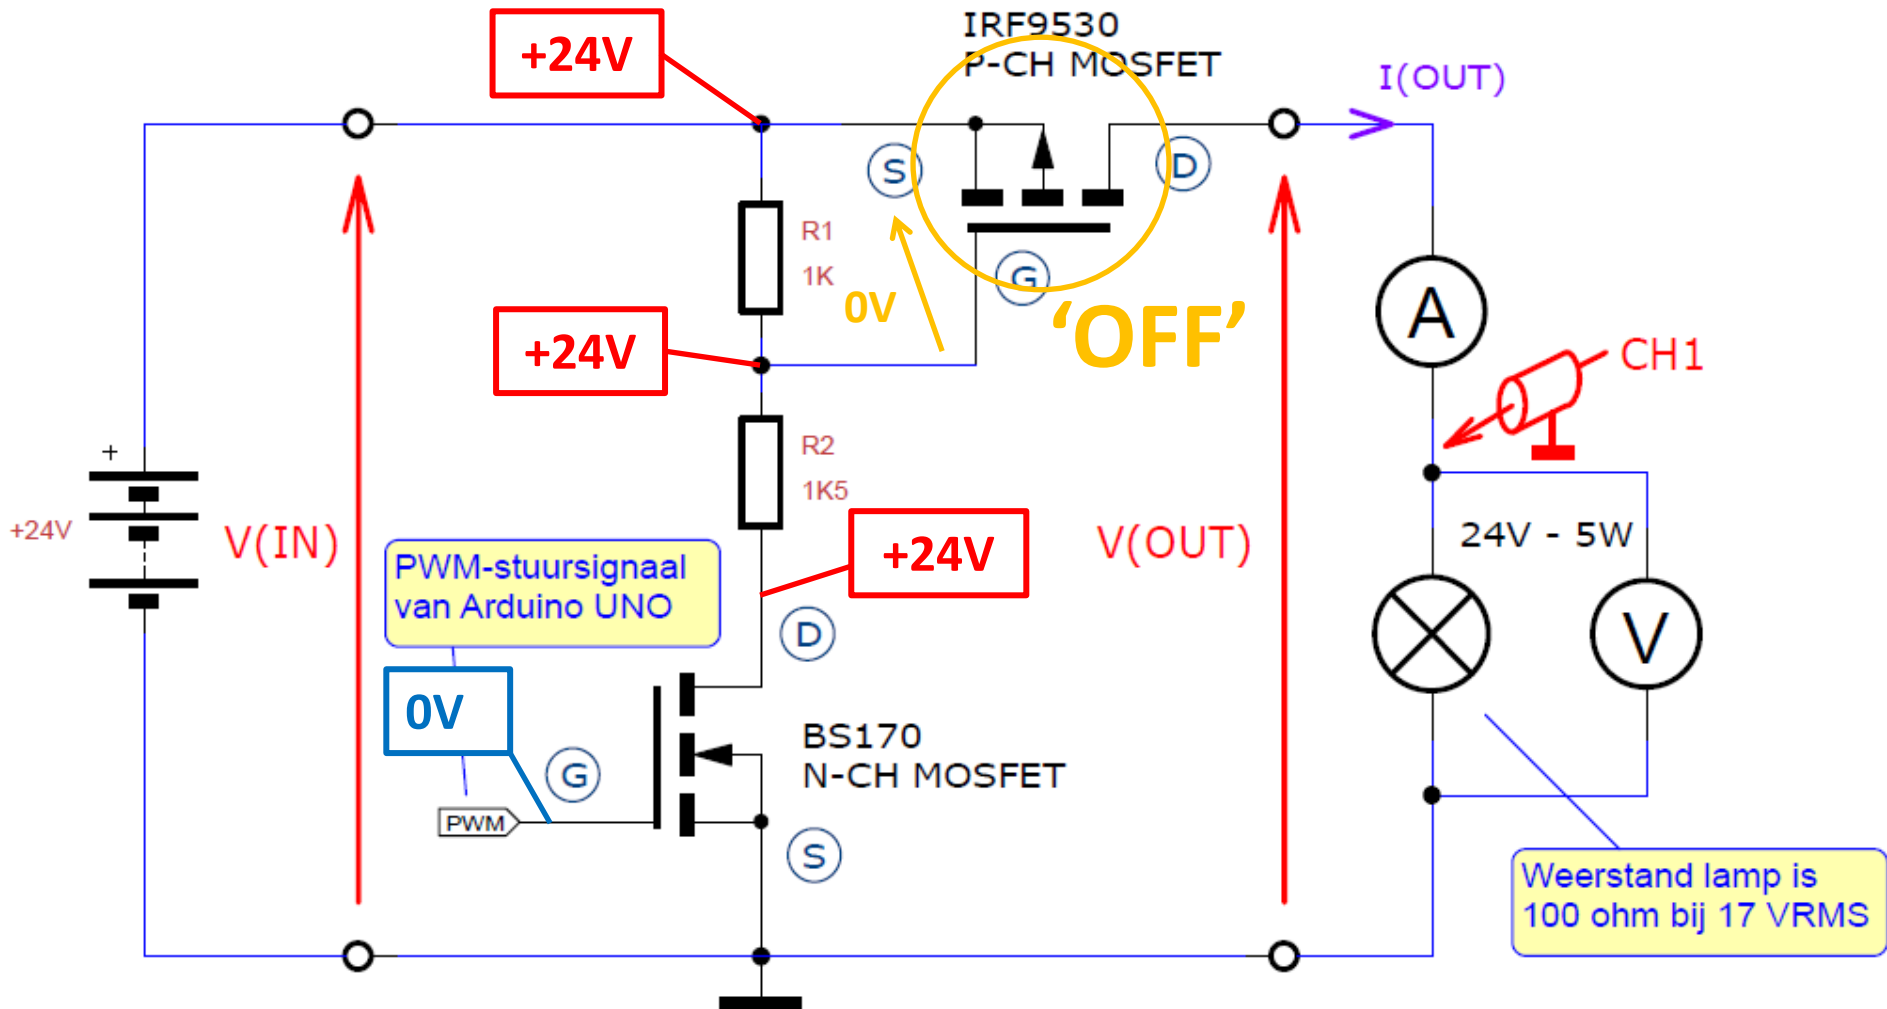 IRF9530
P-CH MOSFET
+24V
I(OUT)
S
D
R1
1K
G
0V
‘OFF’
+24V
A
CH1
R2
1K5
+
+24V
V(IN)
+24V
V(OUT)
24V - 5W
PWM-stuursignaal
van Arduino UNO
D
V
0V
BS170
N-CH MOSFET
G
PWM
S
Weerstand lamp is
100 ohm bij 17 VRMS